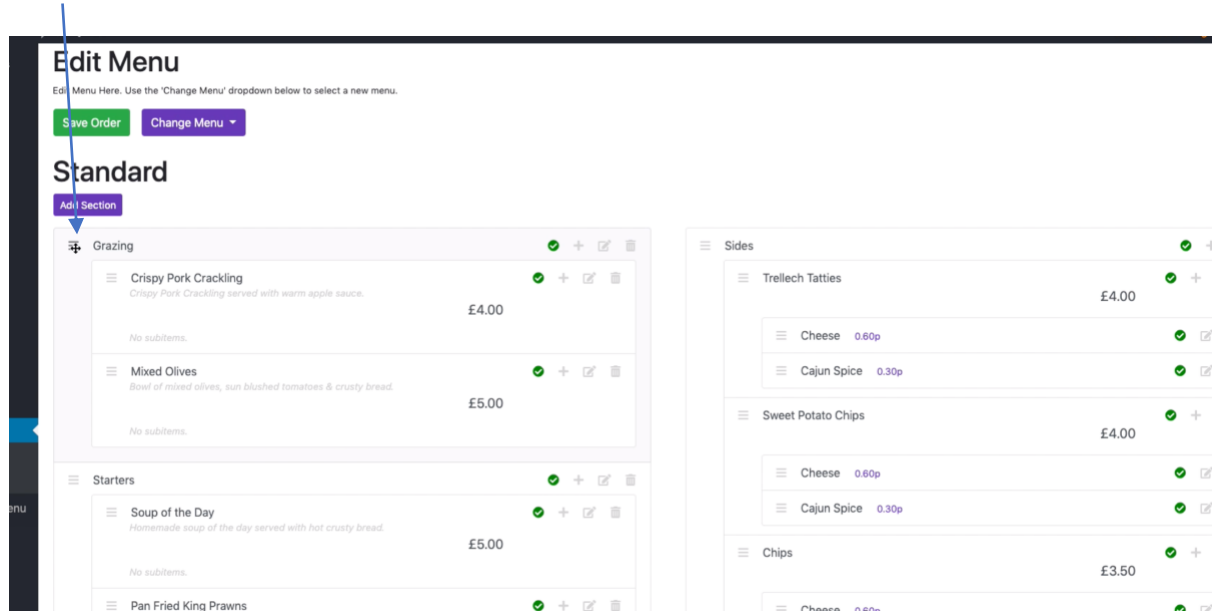 Edit Menu
Edit Menu Here. Use the 'Change Menu' dropdown below to select a new menu.
Save Order Change Menu
Standard
Add Section
Grazing
Crispy Pork Crackling
Crispy Pork Crackling served with warm apple sauce.
£4.00
No subitems.
Mixed Olives
Bowl of mixed olives, sun blushed tomatoes & crusty bread.
£5.00
No subitems.
Starters
Soup of the Day
Homemade soup of the day served with hot crusty bread.
£5.00
No subitems.
Pan Fried King Prawns
Sides
Trellech Tatties
£4.00
Cheese 0.60p
Cajun Spice 0.30p
Sweet Potato Chips
£4.00
Cheese 0.60p
Cajun Spice 0.30p
Chips
£3.50
Cheese 0.60p
enu